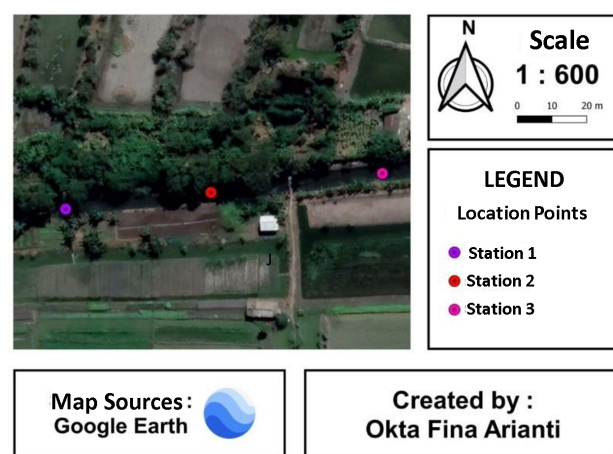 N
Scale
1 : 600
0 10 20 m
LEGEND
Location Points
Station 1
Station 2
Station 3
J
Map Sources :
Google Earth
Created by :
Okta Fina Arianti